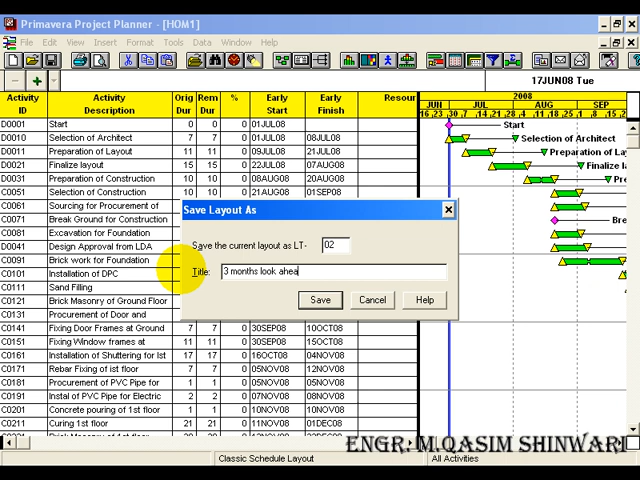 Primavera Project Planner - [HOM1]
File Edit View Insert Format Tools Data Window Help
17JUN08 Tue
Activity ID Activity Description Orig Dur Rem Dur % Early Start Early Finish Resour 2008
JUN JUL AUG SEP
D0001 Start 0 0 0 01JUL08 Start
D0010 Selection of Architect 7 7 0 01JUL08 08JUL08 Selection of Architect
D0011 Preparation of Layout 11 11 0 09JUL08 21JUL08 Preparation of Lay
D0021 Finalize layout 15 15 0 22JUL08 07AUG08 Finalize l
C0031 Selection of Construction 10 10 0 08AUG08 20AUG08 Pre
C0051 Selection of Construction 10 10 0 21AUG08 01SEP08
C0061 Sourcing for Procurement of
C0071 Break Ground for Construction Bre
C0081 Excavation for Foundation
D0041 Design Approval from LDA
C0091 Brick work for Foundation
C0101 Installation of DPC
C0111 Sand Filling
C0121 Brick Masonry of Ground Floor
C0131 Procurement of Door and
C0141 Fixing Door Frames at Ground 7 7 0 30SEP08 10OCT08
C0151 Fixing Window frames at 11 11 0 30SEP08 15OCT08
C0161 Installation of Shuttering for Ist 17 17 0 16OCT08 04NOV08
C0171 Rebar Fixing of ist floor 7 7 0 30OCT08 06NOV08
C0181 Procurement of PVC Pipe for 1 1 0 06NOV08 06NOV08
C0191 Instal of PVC Pipe for Electric 2 2 0 07NOV08 08NOV08
C0201 Concrete pouring of 1st floor 1 1 0 10NOV08 10NOV08
C0211 Curing 1st floor 21 21 0 11NOV08 01DEC08
Save Layout As
Save the current layout as LT- 02
Title: 3 months look ahea
Save Cancel Help
ENGR: M.QASIM SHINWARI
Classic Schedule Layout All Activities